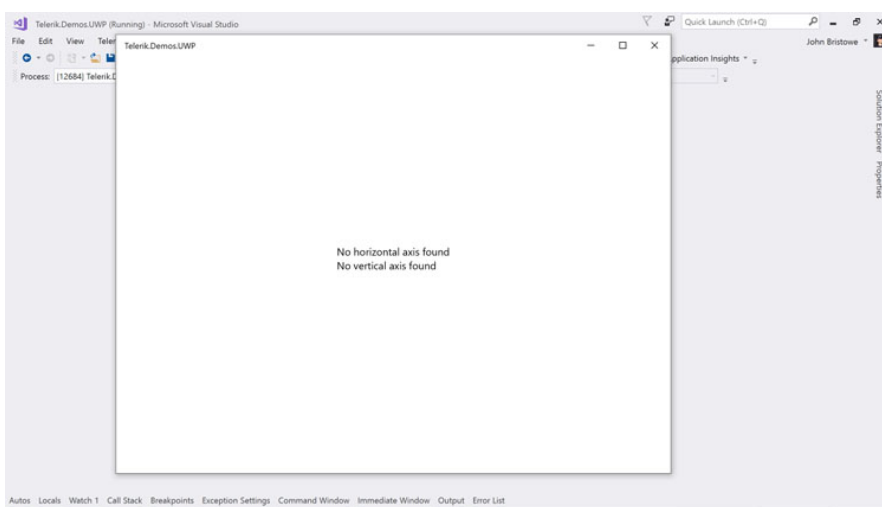 Telerik.Demos.UWP (Running) - Microsoft Visual Studio
Quick Launch (Ctrl+Q)
File Edit View Teler
John Bristowe
Telerik.Demos.UWP
pplication Insights
Process: [12684] Telerik.D
Solution Explorer
Properties
No horizontal axis found
No vertical axis found
Autos Locals Watch 1 Call Stack Breakpoints Exception Settings Command Window Immediate Window Output Error List